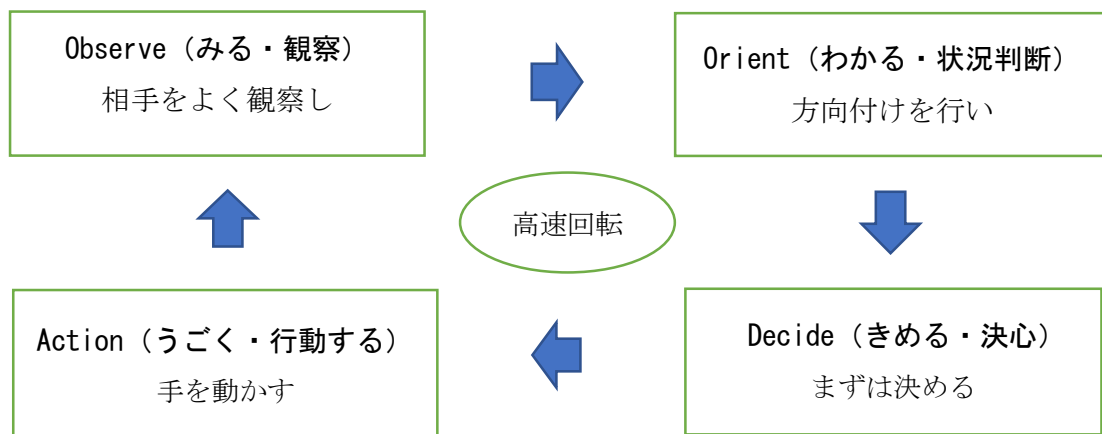 Observe（みる・観察）
相手をよく観察し
Orient（わかる・状況判断）
方向付けを行い
高速回転
Action（うごく・行動する）
手を動かす
Decide（きめる・決心）
まずは決める